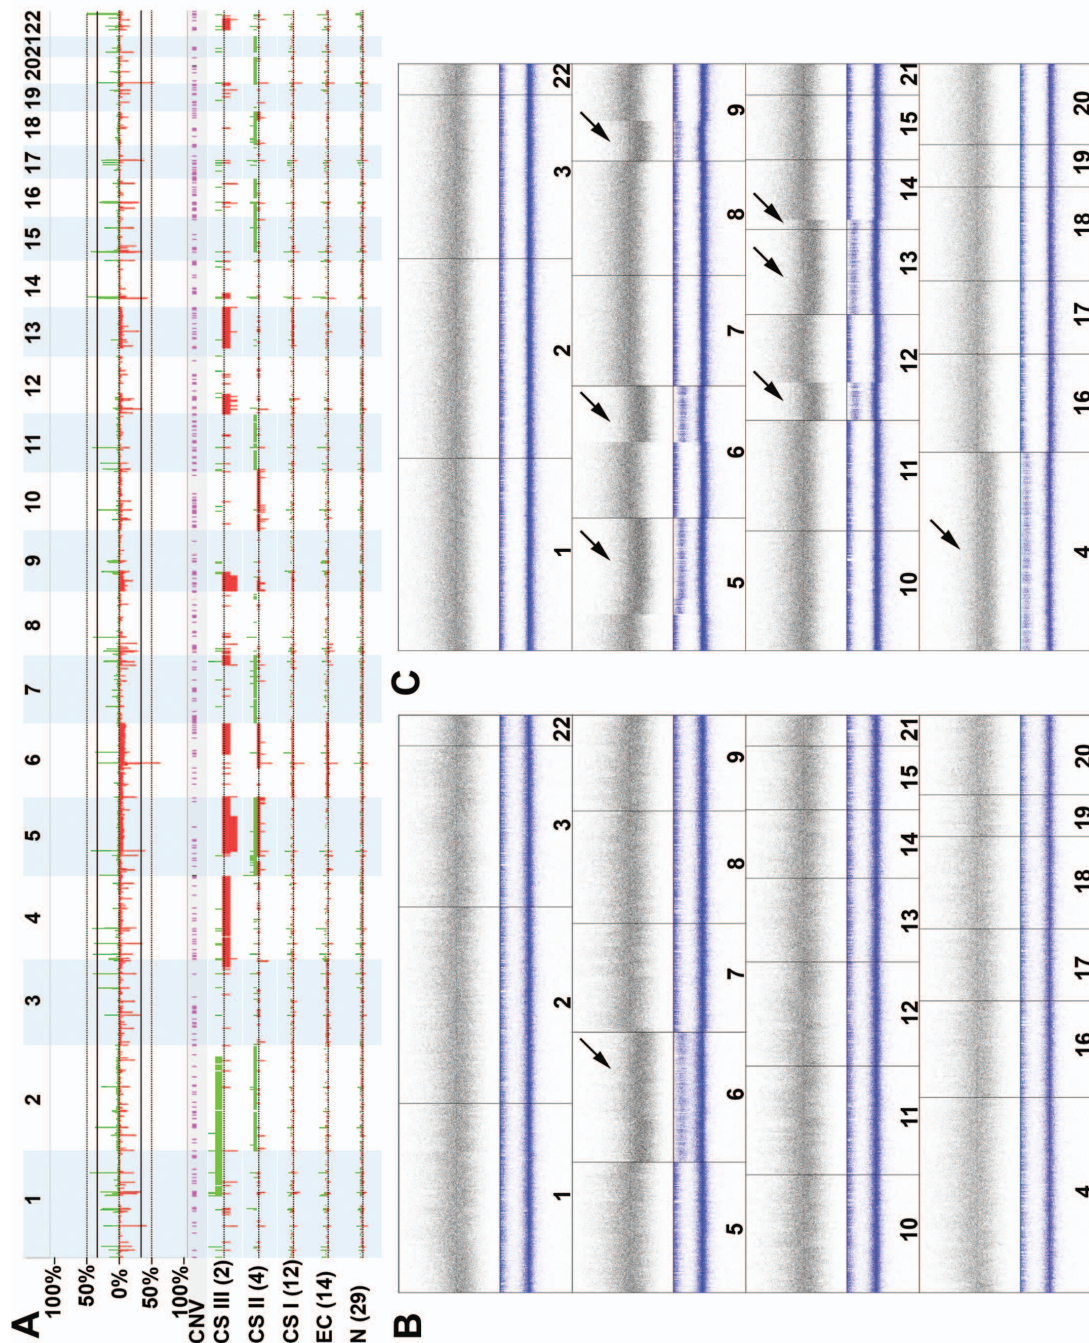 A
1 2 3 4 5 6 7 8 9 10 11 12 13 14 15 16 17 18 19 20 21 22
100%
50%
0%
50%
100%
CNV
CS III (2)
CS II (4)
CS I (12)
EC (14)
N (29)
B
1 2 3 22
5 6 7 8 9
10 11 12 13 14 15 21
4 16 17 18 19 20
C
1 2 3 22
5 6 7 8 9
10 11 12 13 14 15 21
4 16 17 18 19 20